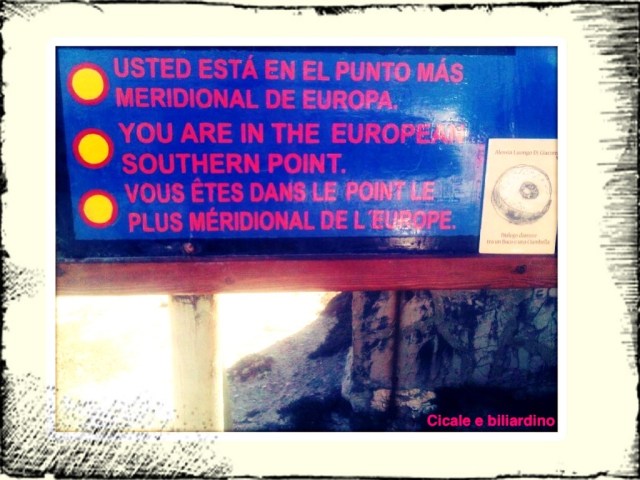 USTED ESTÁ EN EL PUNTO MÁS
MERIDIONAL DE EUROPA.
YOU ARE IN THE EUROPEAN
SOUTHERN POINT.
VOUS ÊTES DANS LE POINT LE
PLUS MÉRIDIONAL DE L'EUROPE.
Cicale e biliardino